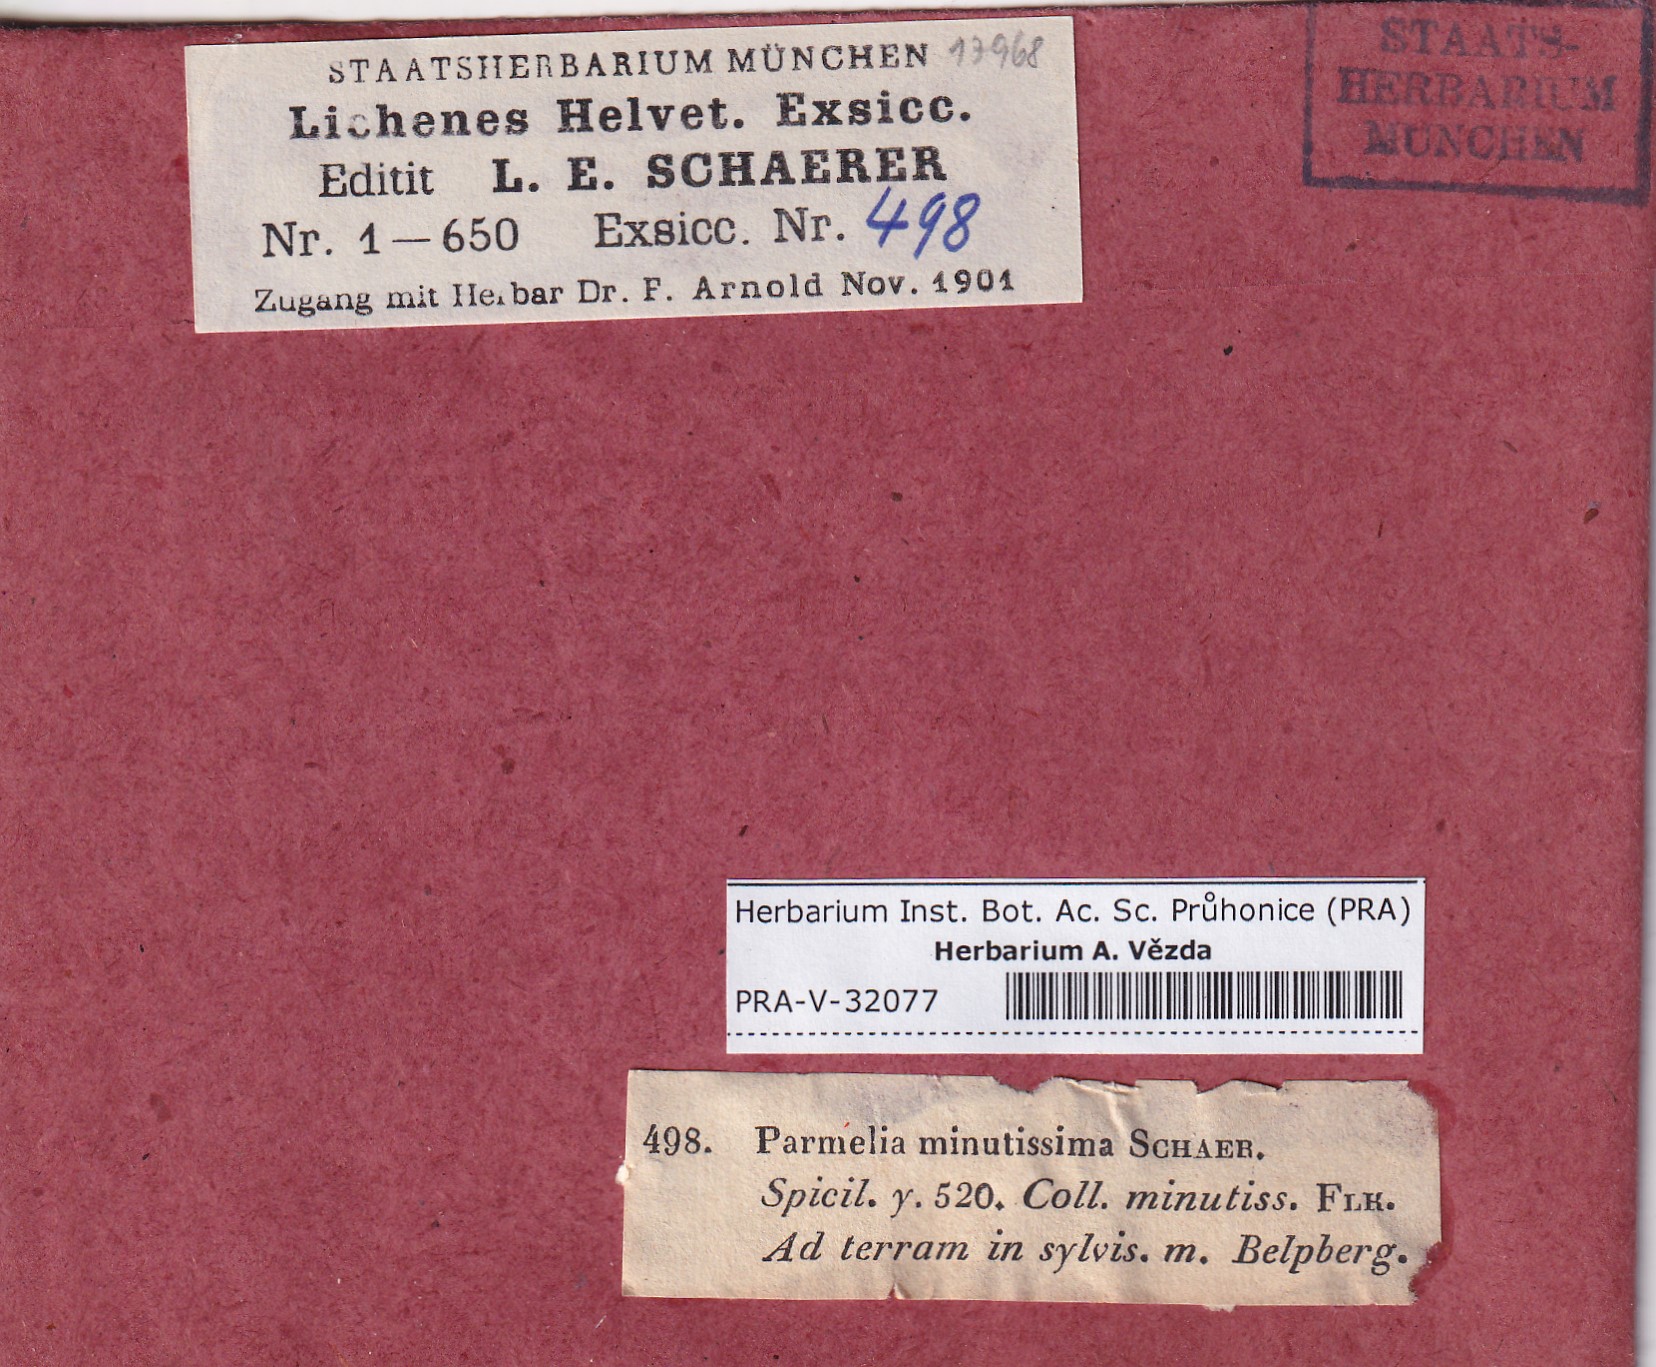 STAATSHERBARIUM MÜNCHEN 17968
Lichenes Helvet. Exsicc.
Editit L. E. SCHAERER
Nr. 1—650 Exsicc. Nr. 498
Zugang mit Herbar Dr. F. Arnold Nov. 1901
STAATS-
HERBARIUM
MÜNCHEN
Herbarium Inst. Bot. Ac. Sc. Průhonice (PRA)
Herbarium A. Vězda
PRA-V-32077
498. Parmelia minutissima SCHAER.
Spicil. y. 520. Coll. minutiss. FLK.
Ad terram in sylvis. m. Belpberg.